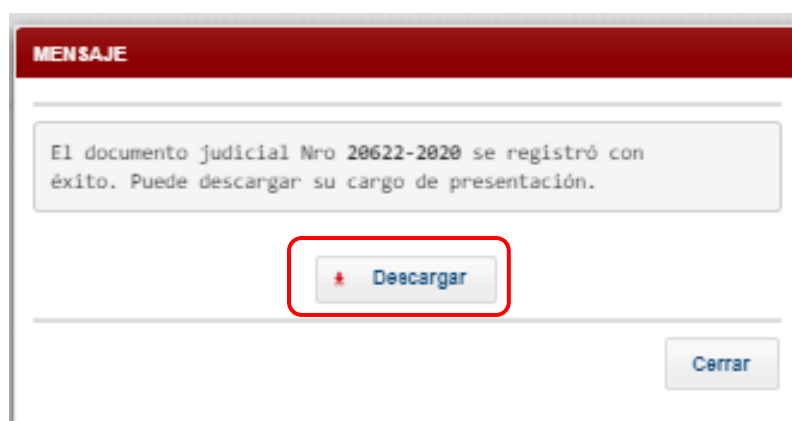 MENSAJE
El documento judicial Nro 20622-2020 se registró con
éxito. Puede descargar su cargo de presentación.
Descargar
Cerrar